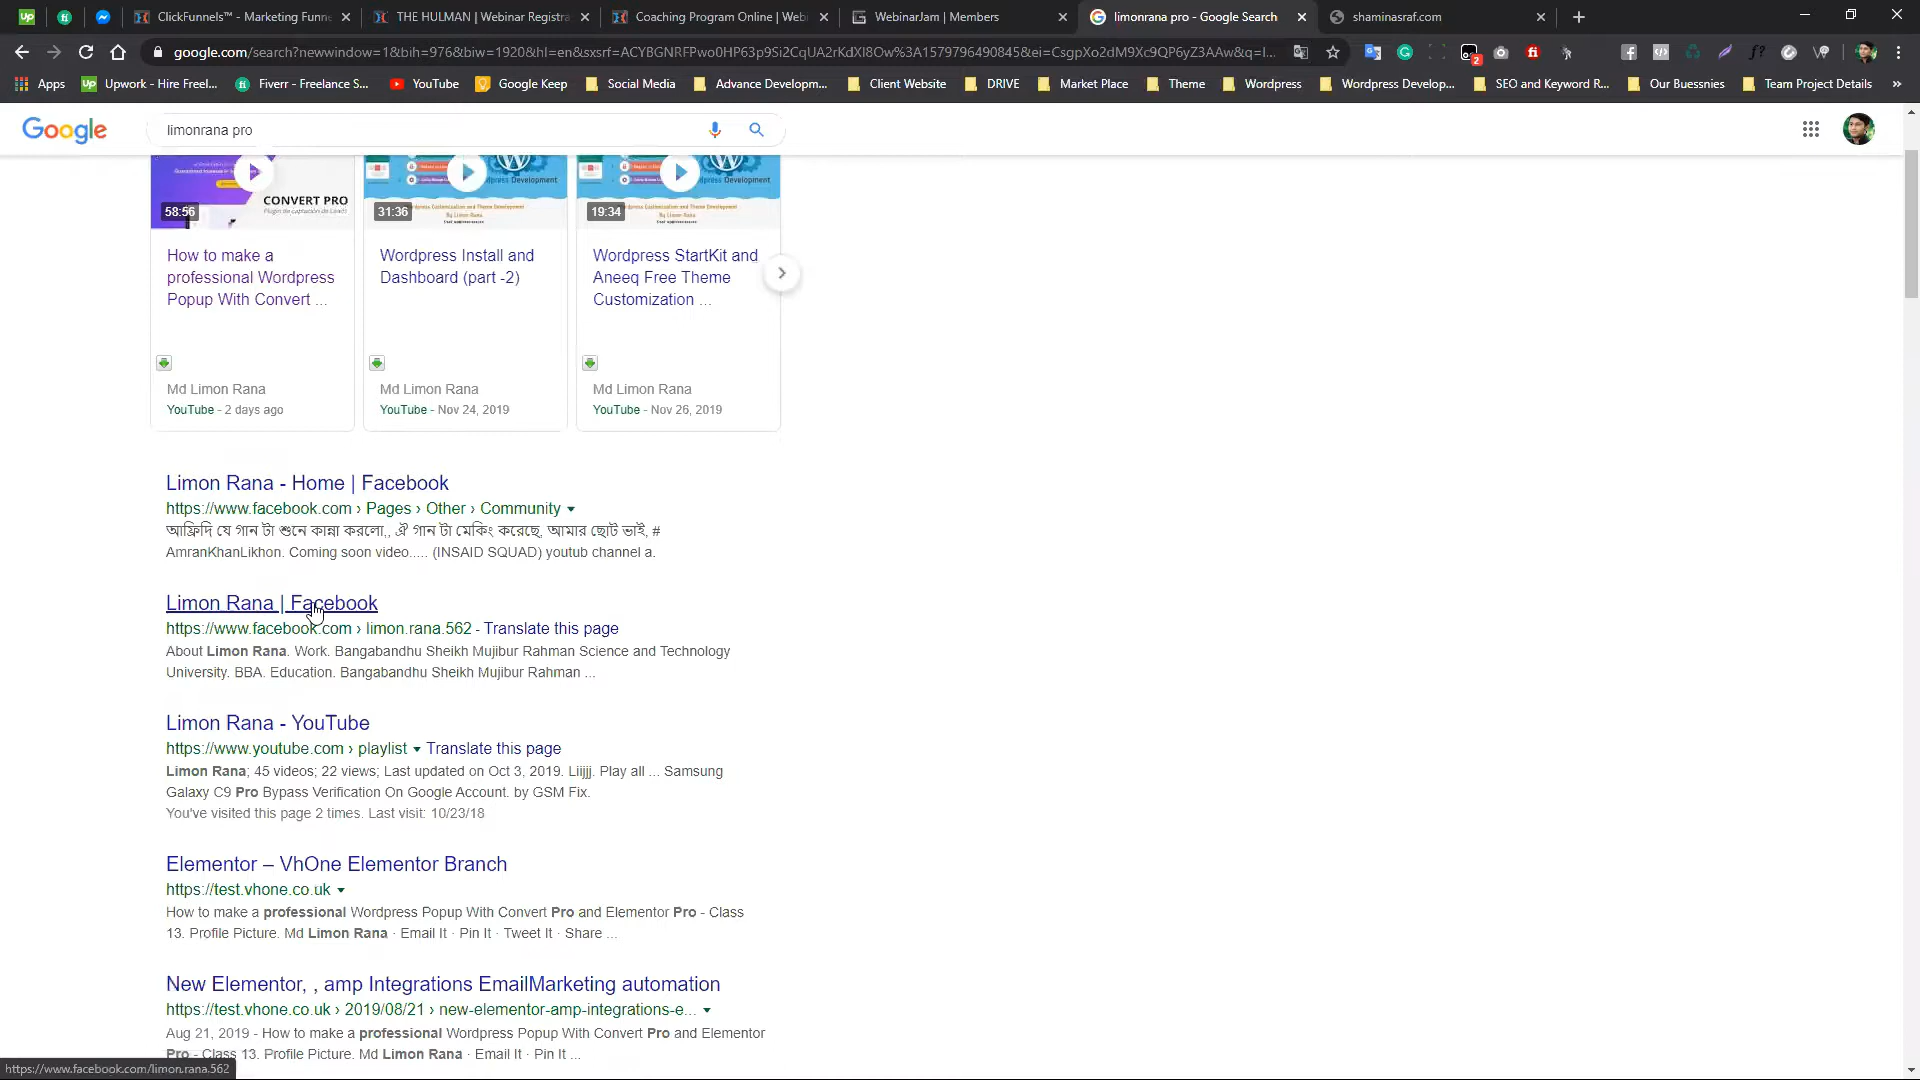 ClickFunnels™ - Marketing Funne
THE HULMAN | Webinar Registra
Coaching Program Online | Webi
WebinarJam | Members
limonrana pro - Google Search
shaminasraf.com
google.com/search?newwindow=1&bih=976&biw=1920&hl=en&sxsrf=ACYBGNRFPwo0HP63p9Si2CqUA2rKdXI8Ow%3A1579796490845&ei=CsgpXo2dM9Xc9QP6yZ3AAw&q=l...
Apps
Upwork - Hire Freel...
Fiverr - Freelance S...
YouTube
Google Keep
Social Media
Advance Developm...
Client Website
DRIVE
Market Place
Theme
Wordpress
Wordpress Develop...
SEO and Keyword R...
Our Buessnies
Team Project Details
Google
limonrana pro
CONVERT PRO
58:56
31:36
19:34
How to make a
professional Wordpress
Popup With Convert ...
Md Limon Rana
YouTube - 2 days ago
Wordpress Install and
Dashboard (part -2)
Md Limon Rana
YouTube - Nov 24, 2019
Wordpress StartKit and
Aneeq Free Theme
Customization ...
Md Limon Rana
YouTube - Nov 26, 2019
Limon Rana - Home | Facebook
https://www.facebook.com › Pages › Other › Community
আফ্রিদি যে গান টা শুনে কান্না করলো,, ঐ গান টা মেকিং করেছে, আমার ছোট ভাই, #
AmranKhanLikhon. Coming soon video..... (INSAID SQUAD) youtub channel a.
Limon Rana | Facebook
https://www.facebook.com › limon.rana.562 - Translate this page
About Limon Rana. Work. Bangabandhu Sheikh Mujibur Rahman Science and Technology
University. BBA. Education. Bangabandhu Sheikh Mujibur Rahman ...
Limon Rana - YouTube
https://www.youtube.com › playlist Translate this page
Limon Rana; 45 videos; 22 views; Last updated on Oct 3, 2019. Liijjj. Play all ... Samsung
Galaxy C9 Pro Bypass Verification On Google Account. by GSM Fix.
You've visited this page 2 times. Last visit: 10/23/18
Elementor – VhOne Elementor Branch
https://test.vhone.co.uk
How to make a professional Wordpress Popup With Convert Pro and Elementor Pro - Class
13. Profile Picture. Md Limon Rana · Email It · Pin It · Tweet It · Share ...
New Elementor, , amp Integrations EmailMarketing automation
https://test.vhone.co.uk › 2019/08/21 › new-elementor-amp-integrations-e...
Aug 21, 2019 - How to make a professional Wordpress Popup With Convert Pro and Elementor
Pro - Class 13. Profile Picture. Md Limon Rana · Email It · Pin It ...
https://www.facebook.com/limon.rana.562